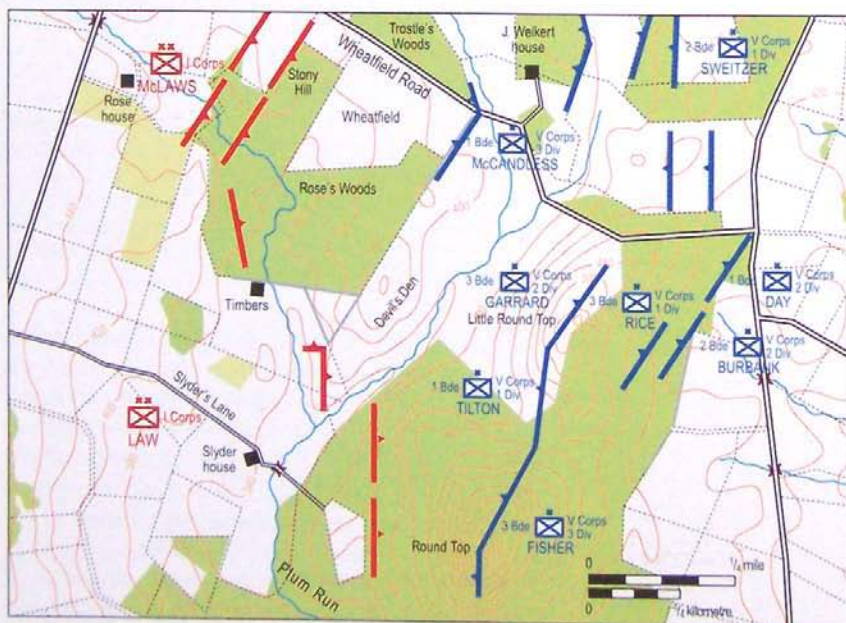 McLAWS
I Corps
Rose
house
Stony
Hill
Wheatfield Road
Trostle's
Woods
J. Weikert
house
2 Bde
V Corps
1 Div
SWEITZER
Wheatfield
1 Bde
V Corps
3 Div
McCANDLESS
Rose's Woods
400
Timbers
Devil's Den
3 Bde
V Corps
2 Div
GARRARD
Little Round Top
3 Bde
V Corps
1 Div
RICE
1 Bde
V Corps
2 Div
DAY
2 Bde
V Corps
2 Div
BURBANK
1 Bde
V Corps
1 Div
TILTON
Slyder's Lane
I Corps
LAW
Slyder
house
Round Top
3 Bde
V Corps
3 Div
FISHER
Plum Run
0
¼ mile
0
¼ kilometre